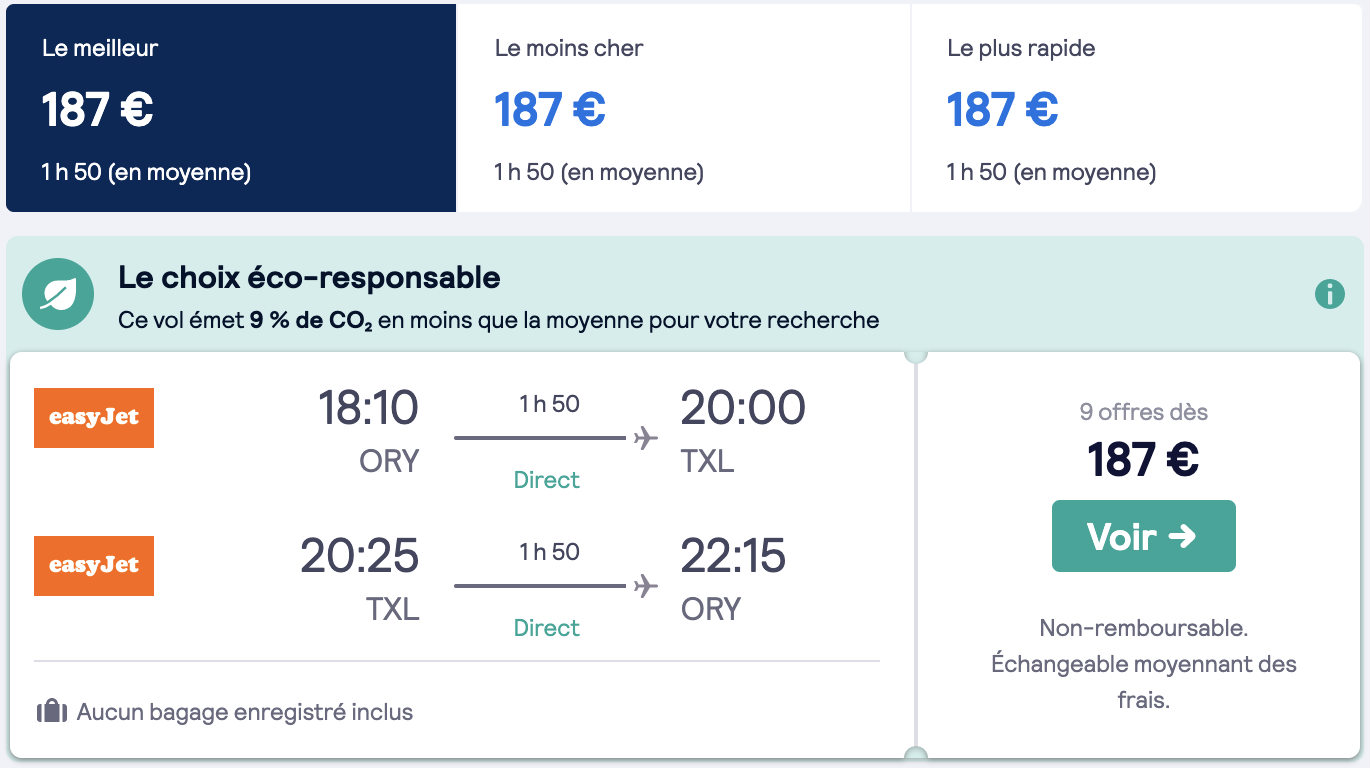 Le meilleur
187 €
1 h 50 (en moyenne)
Le moins cher
187 €
1 h 50 (en moyenne)
Le plus rapide
187 €
1 h 50 (en moyenne)
Le choix éco-responsable
Ce vol émet 9 % de CO₂ en moins que la moyenne pour votre recherche
easyJet
18:10
ORY
1 h 50
Direct
20:00
TXL
easyJet
20:25
TXL
1 h 50
Direct
22:15
ORY
Aucun bagage enregistré inclus
9 offres dès
187 €
Voir →
Non-remboursable.
Échangeable moyennant des
frais.